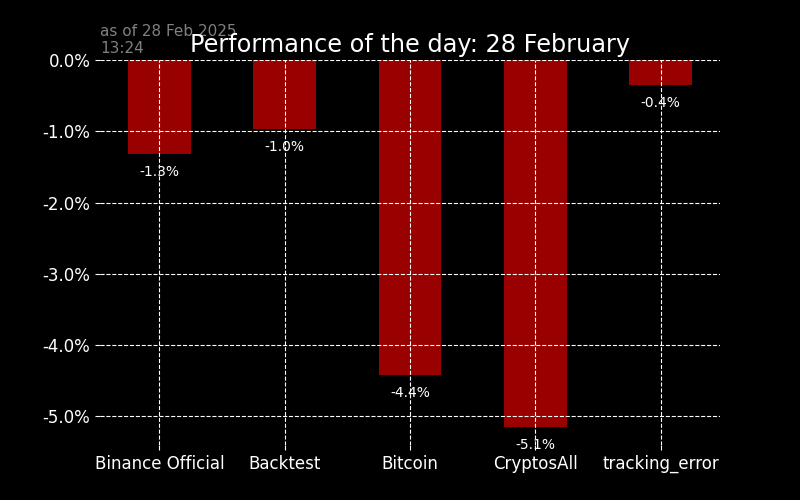 as of 28 Feb 2025
13:24
Performance of the day: 28 February
0.0%
-1.0%
-2.0%
-3.0%
-4.0%
-5.0%
-1.3%
-1.0%
-4.4%
-5.1%
-0.4%
Binance Official
Backtest
Bitcoin
CryptosAll
tracking_error